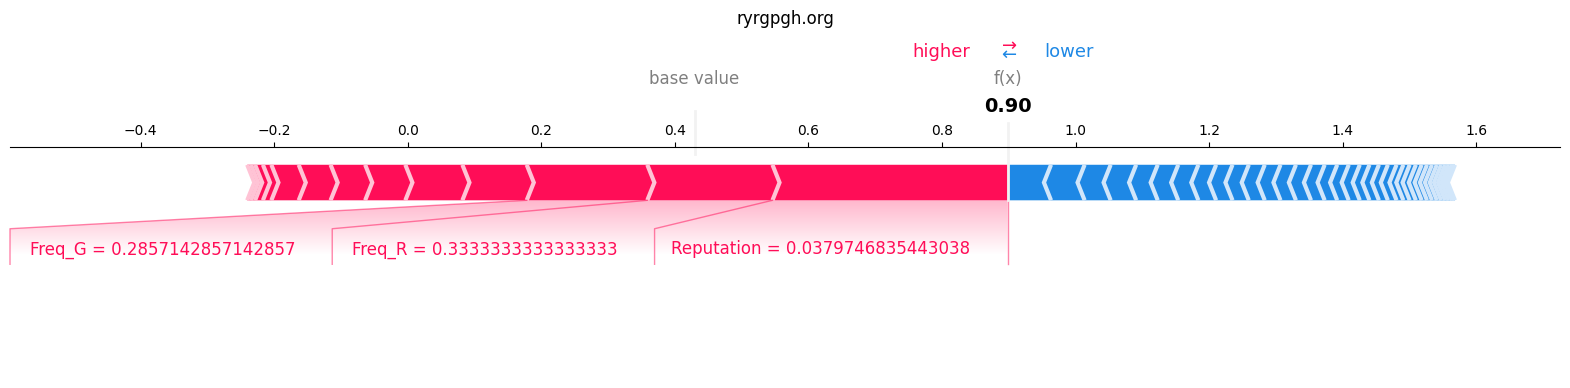 ryrgpgh.org
higher ⇄ lower
base value f(x)
0.90
−0.4 −0.2 0.0 0.2 0.4 0.6 0.8 1.0 1.2 1.4 1.6
Freq_G = 0.2857142857142857 Freq_R = 0.3333333333333333 Reputation = 0.0379746835443038